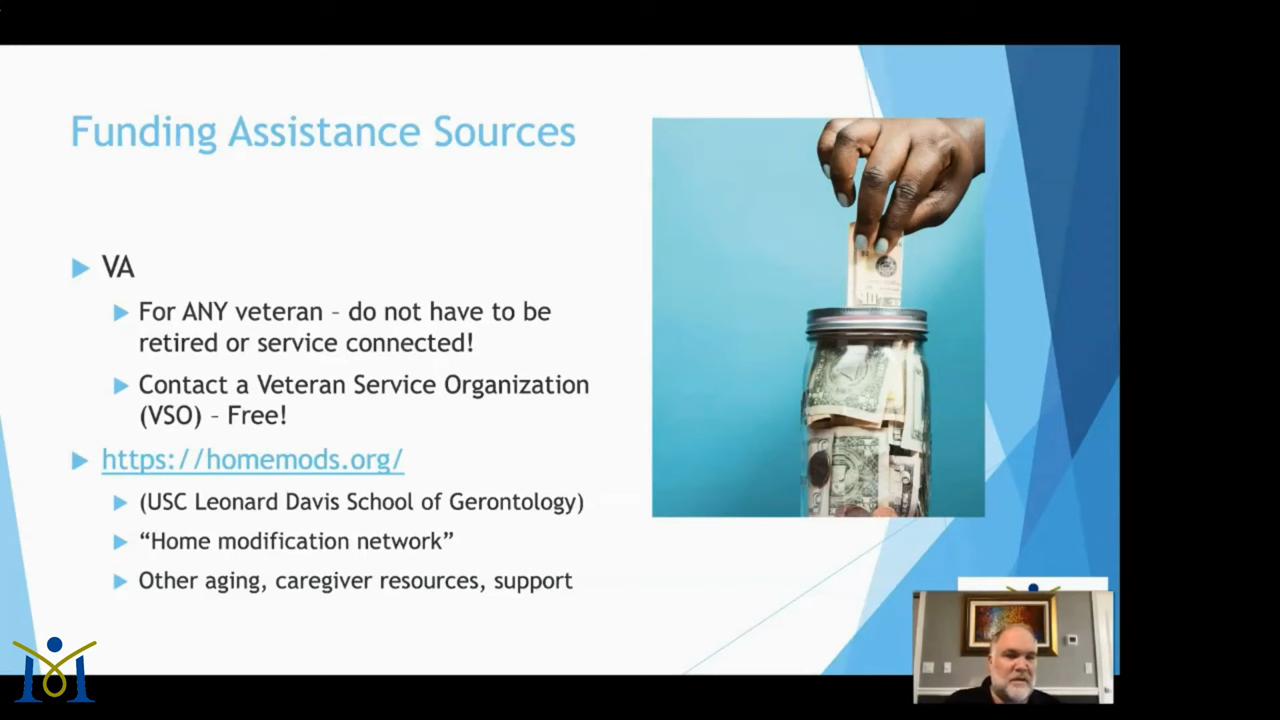 Funding Assistance Sources
VA
For ANY veteran – do not have to be
retired or service connected!
Contact a Veteran Service Organization
(VSO) – Free!
https://homemods.org/
(USC Leonard Davis School of Gerontology)
“Home modification network”
Other aging, caregiver resources, support